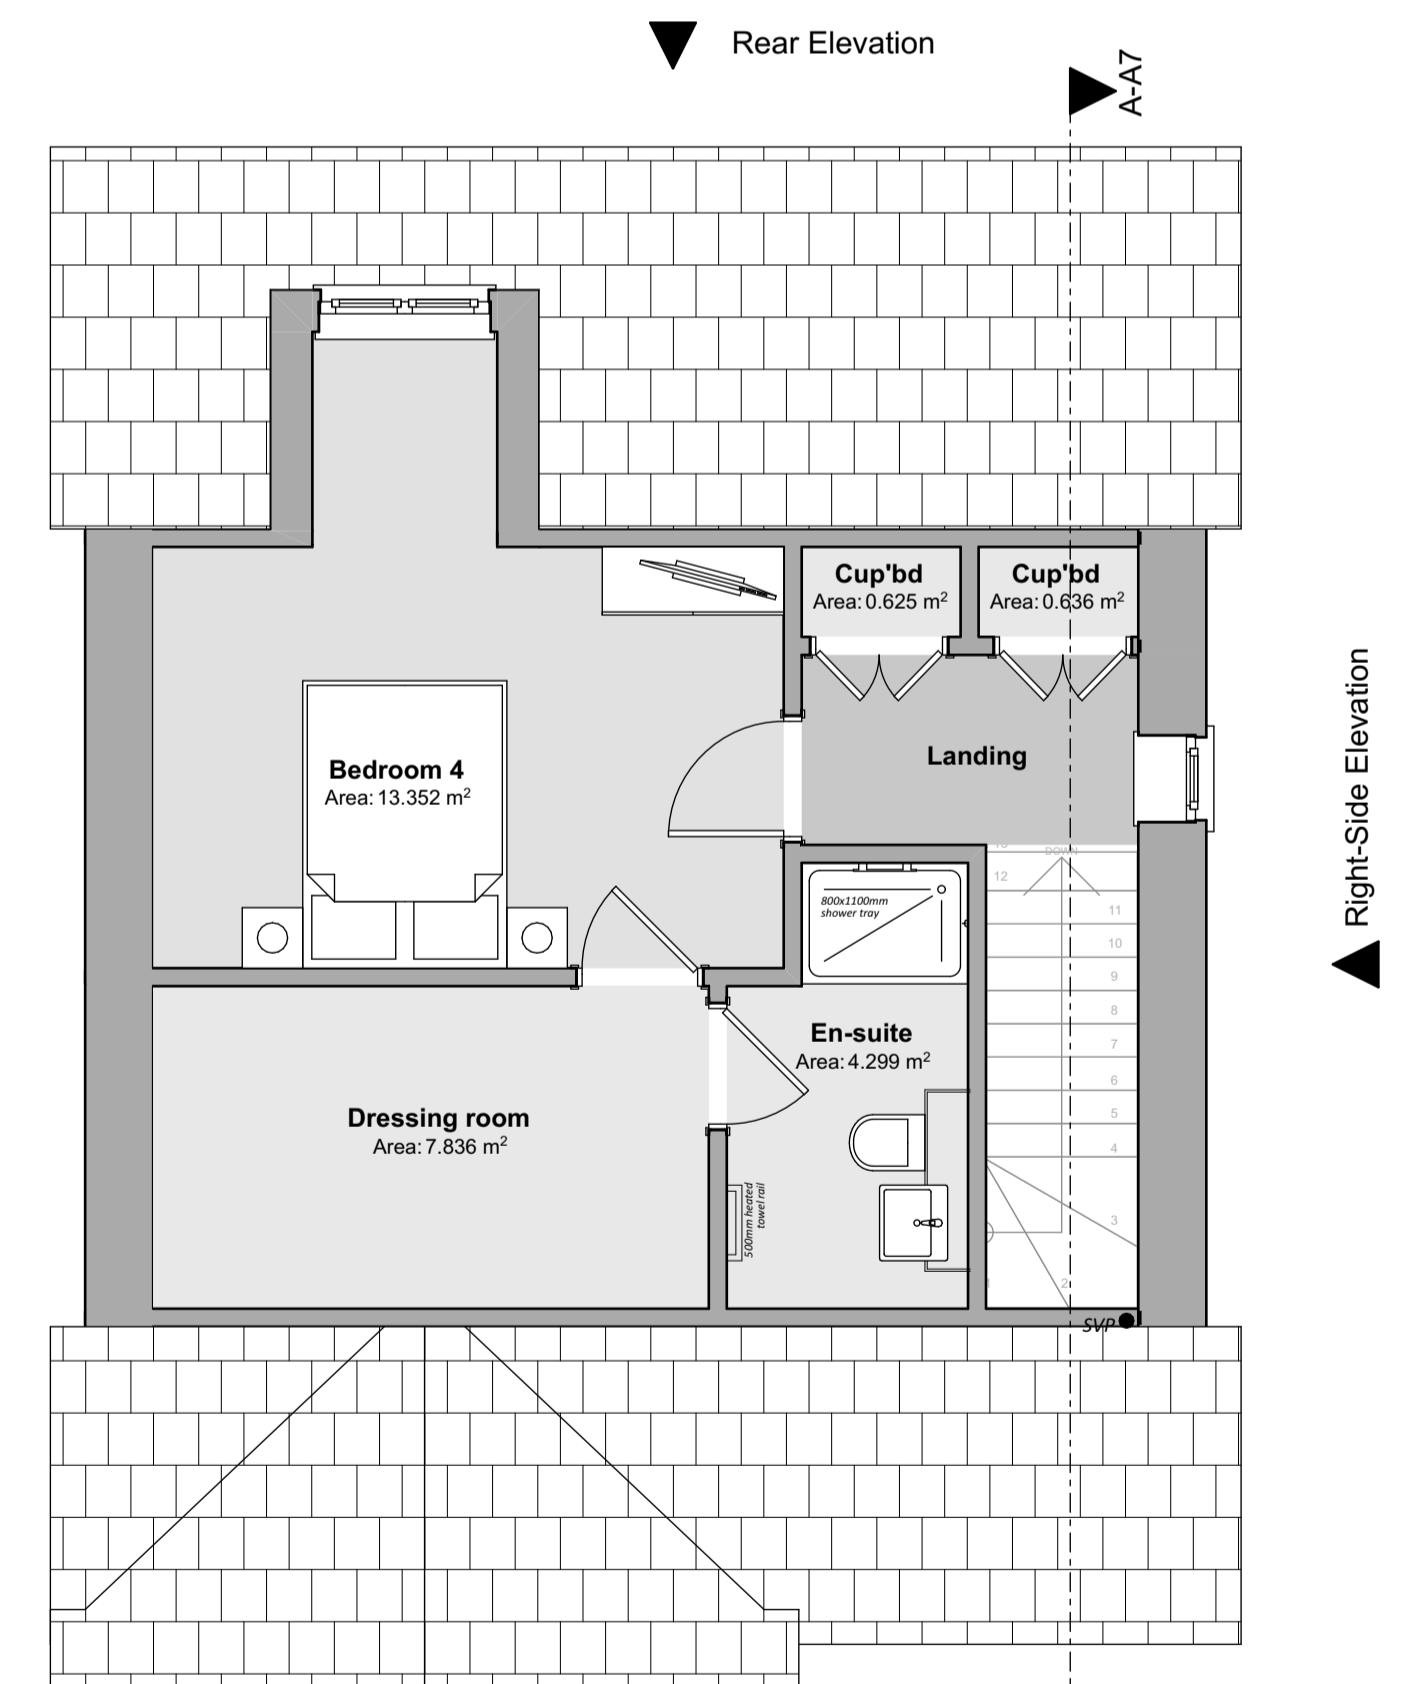 Rear Elevation
A-A7
Cup'bd
Area: 0.625 m²
Cup'bd
Area: 0.636 m²
Landing
Right-Side Elevation
Bedroom 4
Area: 13.352 m²
DOWN
12
11
10
9
8
7
6
5
4
3
2
800x1100mm
shower tray
En-suite
Area: 4.299 m²
Dressing room
Area: 7.836 m²
500mm heated
towel rail
SVP